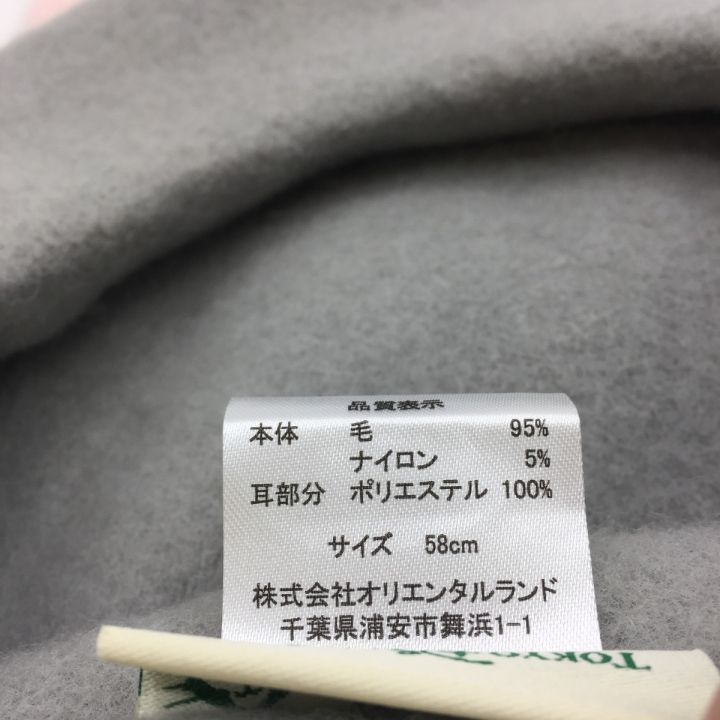 品質表示
本体 毛 95%
ナイロン 5%
耳部分 ポリエステル 100%
サイズ 58cm
株式会社オリエンタルランド
千葉県浦安市舞浜1-1
TOKYO